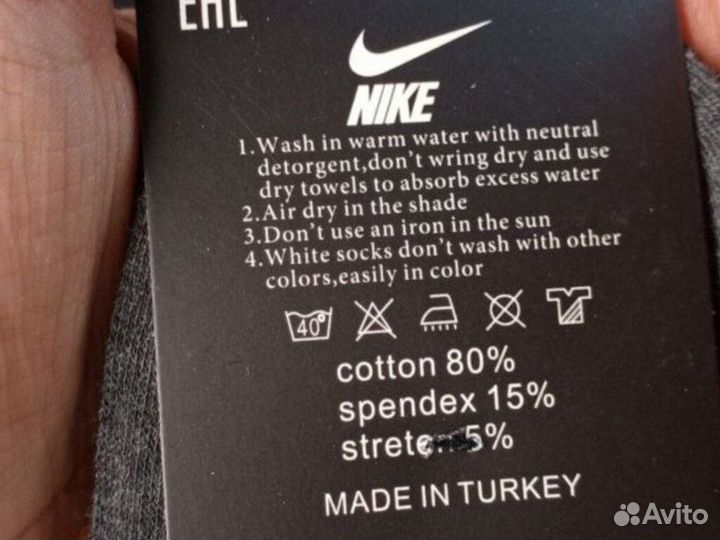 EAC
NIKE
1.Wash in warm water with neutral
detorgent,don't wring dry and use
dry towels to absorb excess water
2.Air dry in the shade
3.Don't use an iron in the sun
4.White socks don't wash with other
colors,easily in color
40°
cotton 80%
spendex 15%
5%
MADE IN TURKEY
Avito